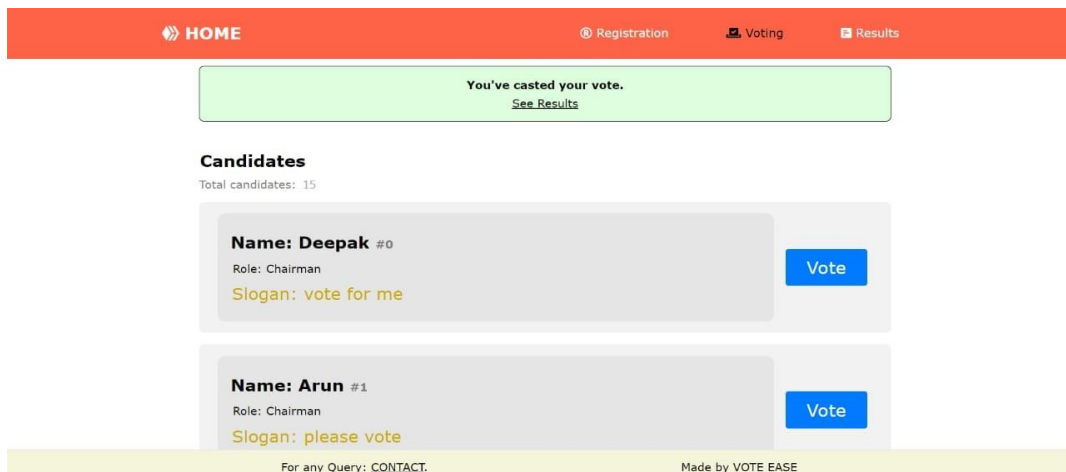 HOME
® Registration
Voting
Results
You've casted your vote.
See Results
Candidates
Total candidates: 15
Name: Deepak #0
Role: Chairman
Slogan: vote for me
Vote
Name: Arun #1
Role: Chairman
Slogan: please vote
Vote
For any Query: CONTACT.
Made by VOTE EASE